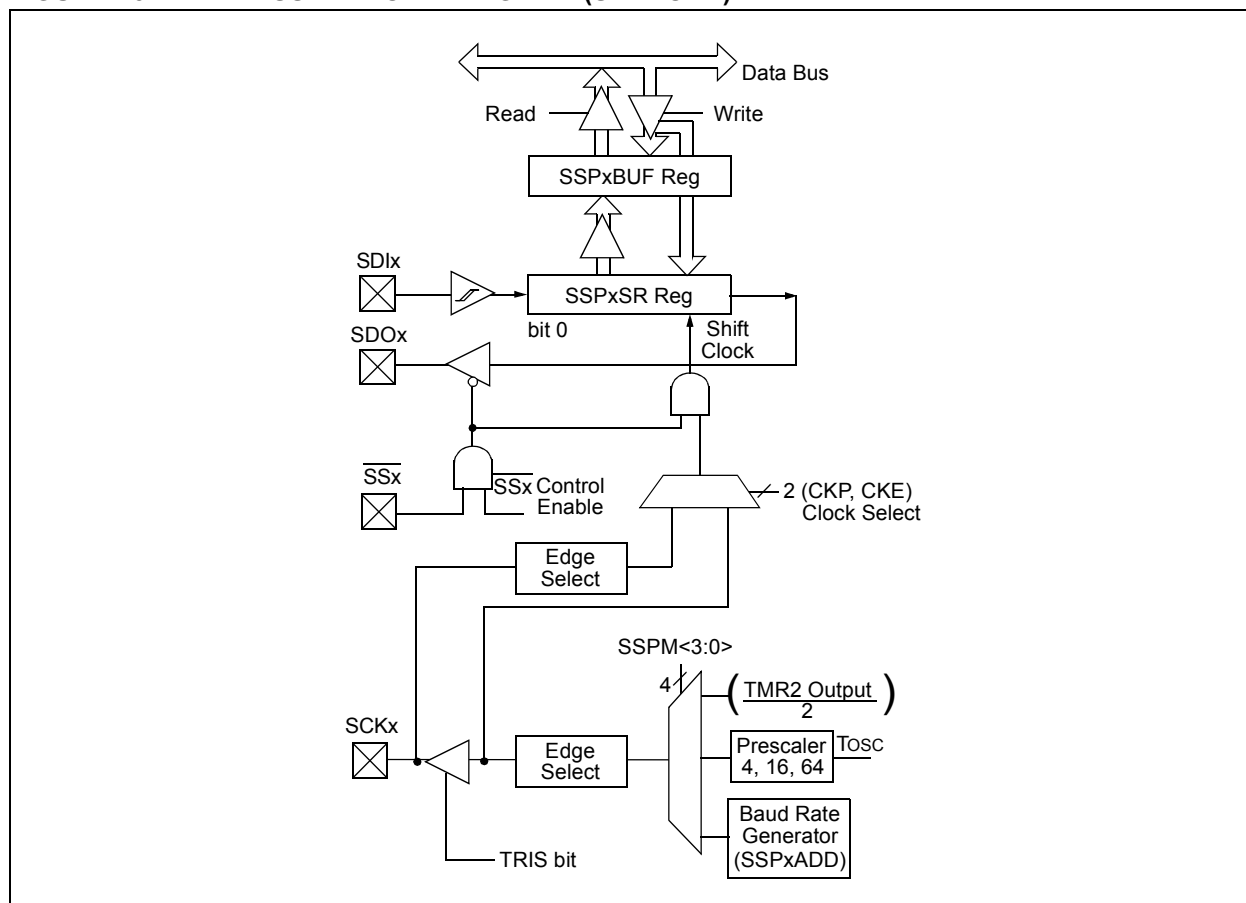 Data Bus
Read
Write
SSPxBUF Reg
SDIx
SSPxSR Reg
bit 0
Shift
Clock
SDOx
SSx
SSx Control
Enable
2 (CKP, CKE)
Clock Select
Edge
Select
SSPM<3:0>
4
(TMR2 Output
2)
SCKx
Edge
Select
Prescaler
4, 16, 64
TOSC
Baud Rate
Generator
(SSPxADD)
TRIS bit